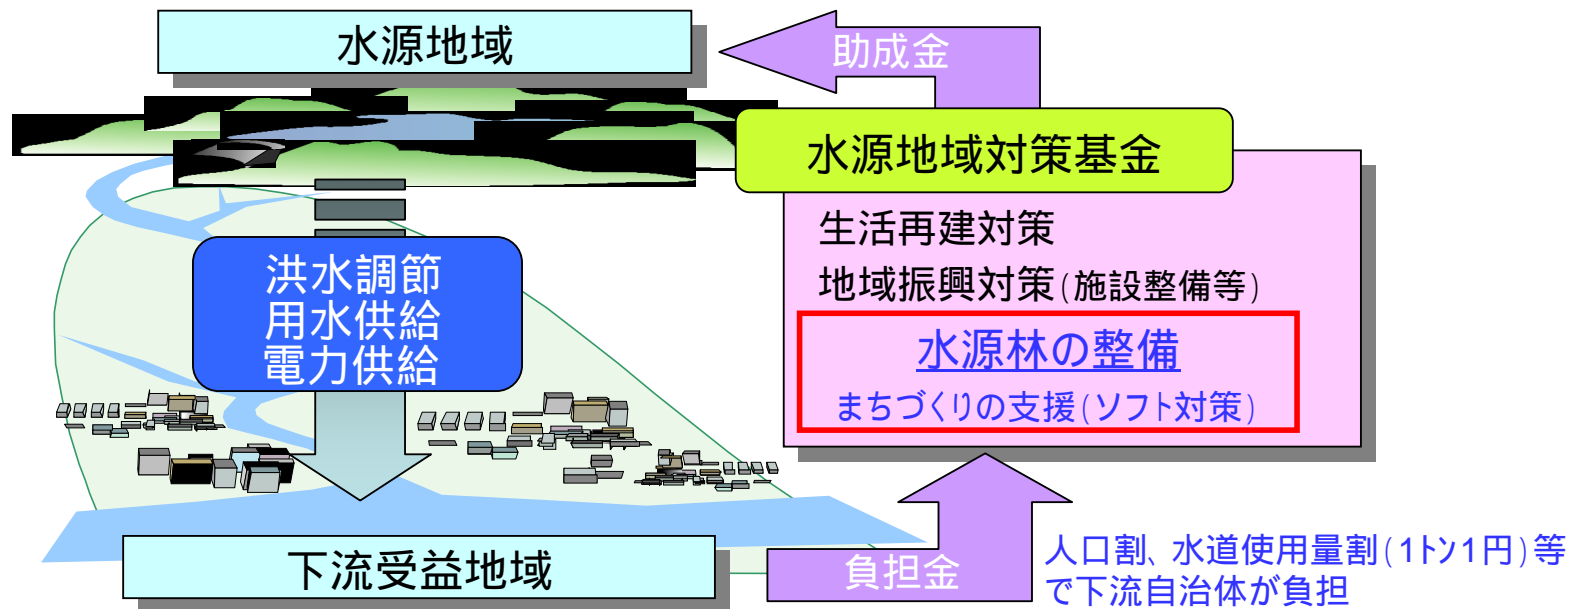 水源地域
助成金
水源地域対策基金
生活再建対策
地域振興対策(施設整備等)
水源林の整備
まちづくりの支援(ソフト対策)
洪水調節
用水供給
電力供給
下流受益地域
負担金
人口割、水道使用量割(1トン1円)等
で下流自治体が負担